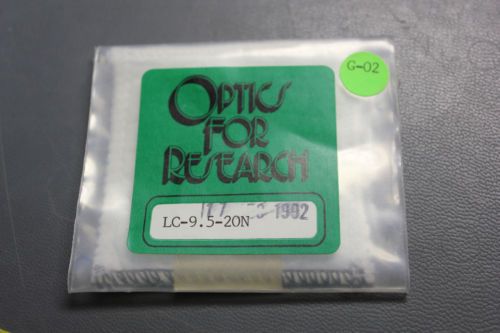 G-02
OPTICS
FOR
RESEARCH
1992
LC-9.5-20N